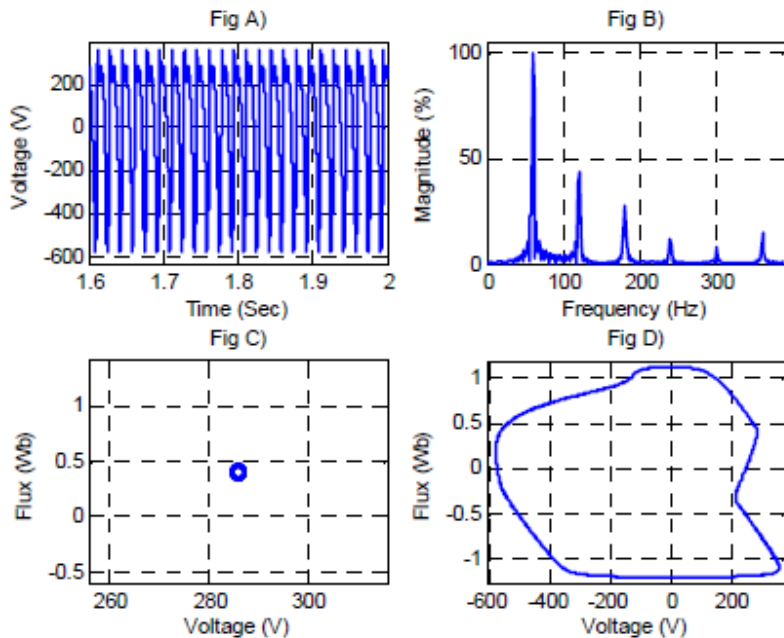 Fig A)
Voltage (V)
200
0
-200
-400
-600
1.6 1.7 1.8 1.9 2
Time (Sec)
Fig B)
Magnitude (%)
100
50
0
0 100 200 300
Frequency (Hz)
Fig C)
Flux (Wb)
1
0.5
0
-0.5
260 280 300
Voltage (V)
Fig D)
Flux (Wb)
1
0.5
0
-0.5
-1
-600 -400 -200 0 200
Voltage (V)